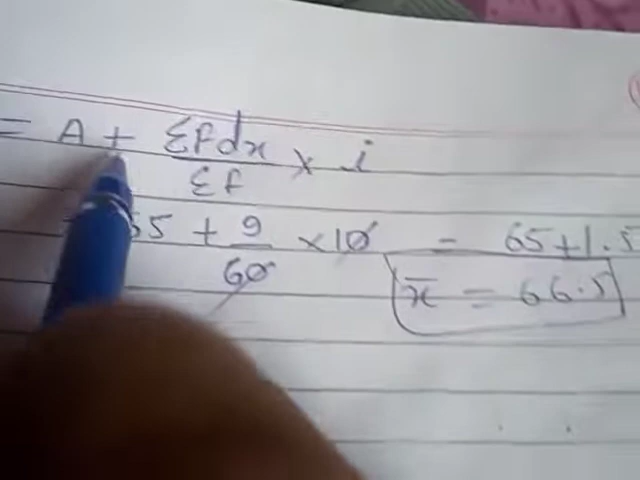 = A + Σfdx / Σf × i
65 + 9/60 × 10 = 65+1.5
x̄ = 66.5